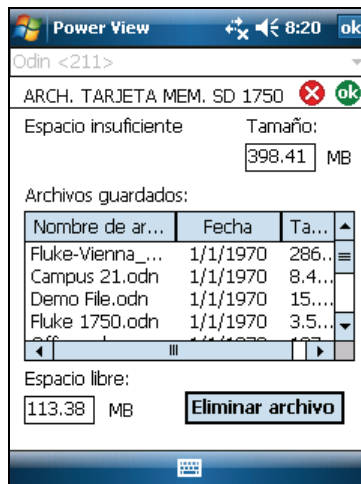 Power View 8:20 ok
Odin <211>
ARCH. TARJETA MEM. SD 1750 ok
Espacio insuficiente Tamaño:
398.41 MB
Archivos guardados:
Nombre de ar... Fecha Ta...
Fluke-Vienna_... 1/1/1970 286..
Campus 21.odn 1/1/1970 8.4...
Demo File.odn 1/1/1970 15....
Fluke 1750.odn 1/1/1970 3.5...
Espacio libre:
113.38 MB Eliminar archivo